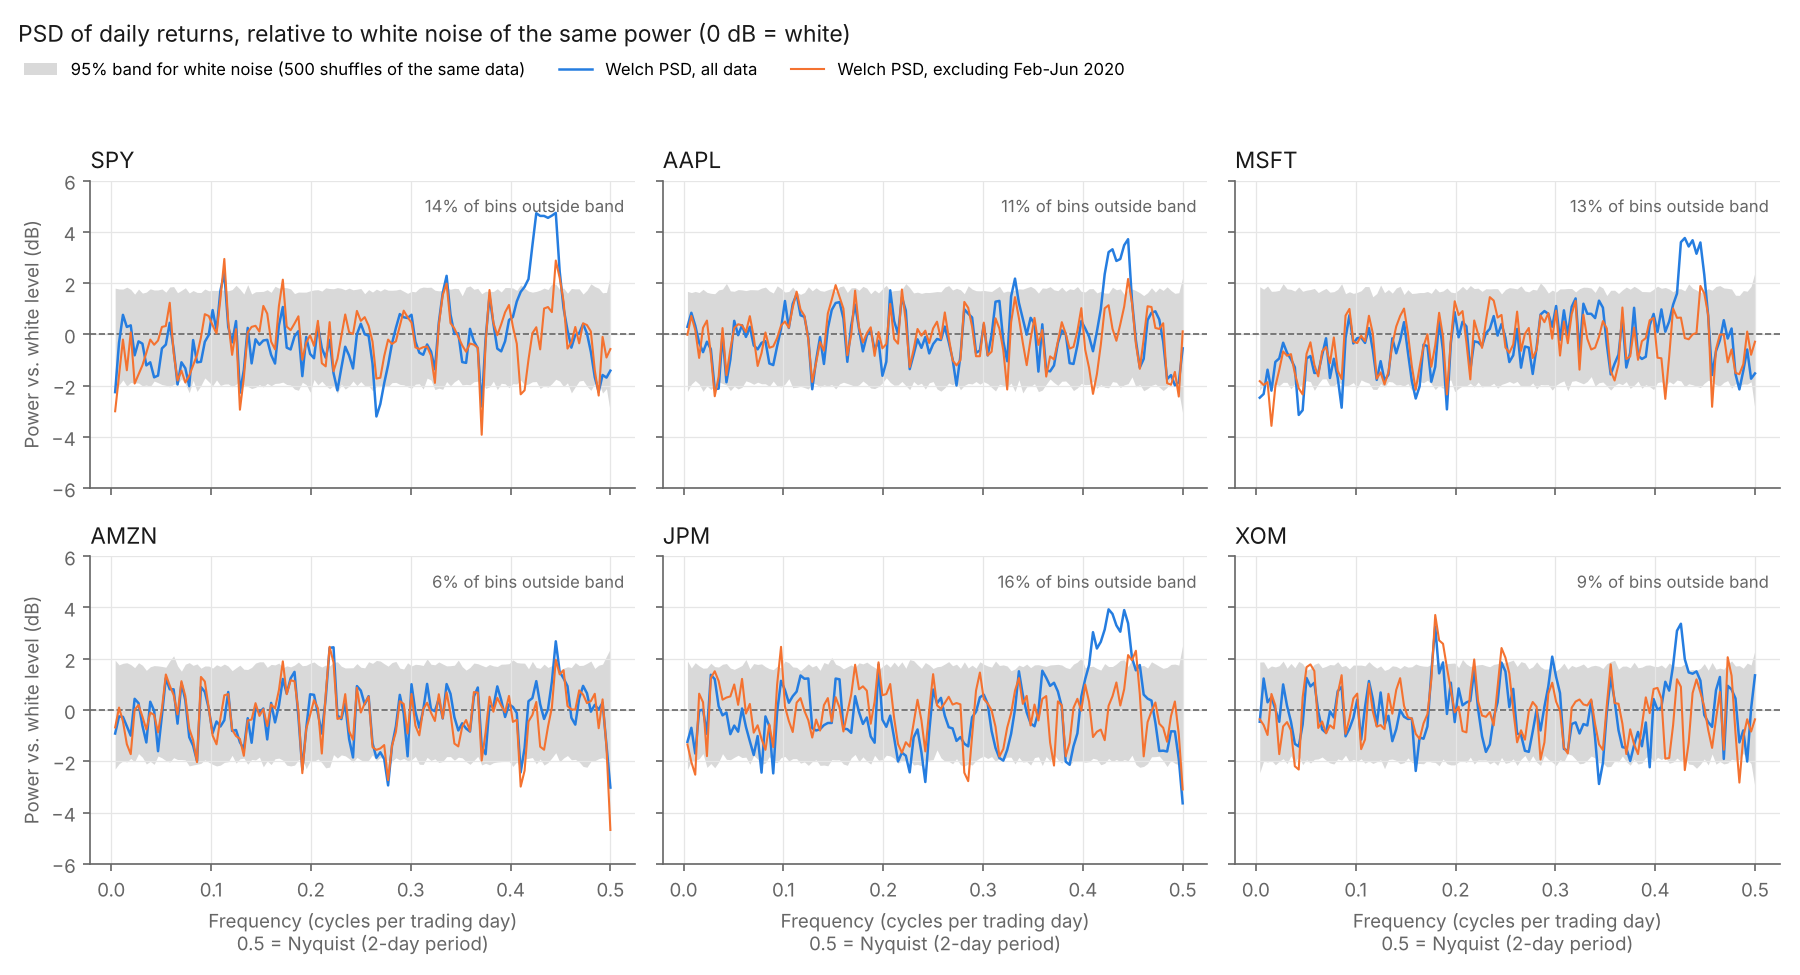 PSD of daily returns, relative to white noise of the same power (0 dB = white)
95% band for white noise (500 shuffles of the same data)
Welch PSD, all data
Welch PSD, excluding Feb-Jun 2020
SPY
AAPL
MSFT
14% of bins outside band
11% of bins outside band
13% of bins outside band
Power vs. white level (dB)
6
4
2
0
−2
−4
−6
AMZN
JPM
XOM
6% of bins outside band
16% of bins outside band
9% of bins outside band
Power vs. white level (dB)
6
4
2
0
−2
−4
−6
0.0 0.1 0.2 0.3 0.4 0.5
0.0 0.1 0.2 0.3 0.4 0.5
0.0 0.1 0.2 0.3 0.4 0.5
Frequency (cycles per trading day)
0.5 = Nyquist (2-day period)
Frequency (cycles per trading day)
0.5 = Nyquist (2-day period)
Frequency (cycles per trading day)
0.5 = Nyquist (2-day period)